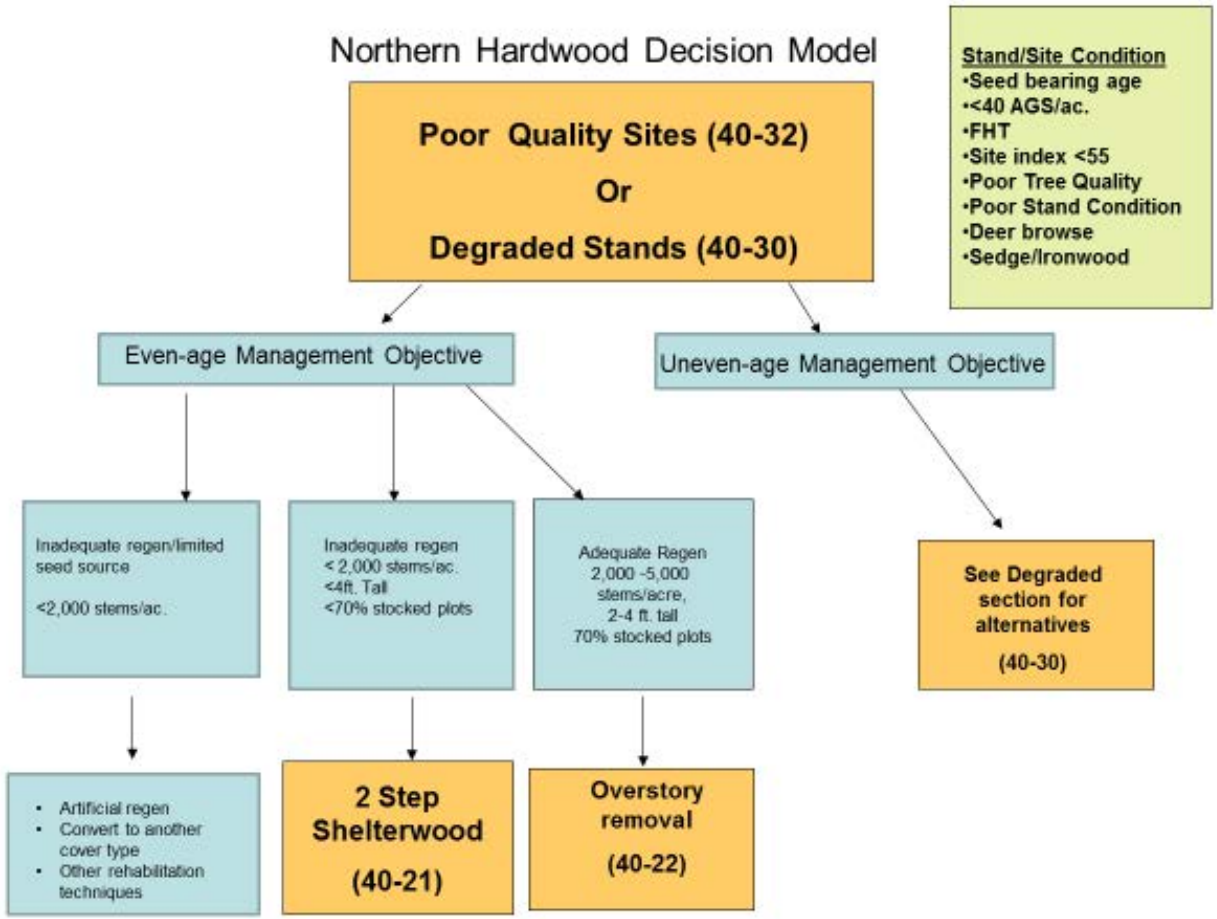 Northern Hardwood Decision Model
Poor Quality Sites (40-32)
Or
Degraded Stands (40-30)
Stand/Site Condition
•Seed bearing age
•<40 AGS/ac.
•FHT
•Site index <55
•Poor Tree Quality
•Poor Stand Condition
•Deer browse
•Sedge/Ironwood
Even-age Management Objective
Uneven-age Management Objective
Inadequate regen/limited
seed source
<2,000 stems/ac.
Inadequate regen
< 2,000 stems/ac.
<4ft. Tall
<70% stocked plots
Adequate Regen
2,000 -5,000
stems/acre,
2-4 ft. tall
70% stocked plots
See Degraded
section for
alternatives
(40-30)
• Artificial regen
• Convert to another
cover type
• Other rehabilitation
techniques
2 Step
Shelterwood
(40-21)
Overstory
removal
(40-22)